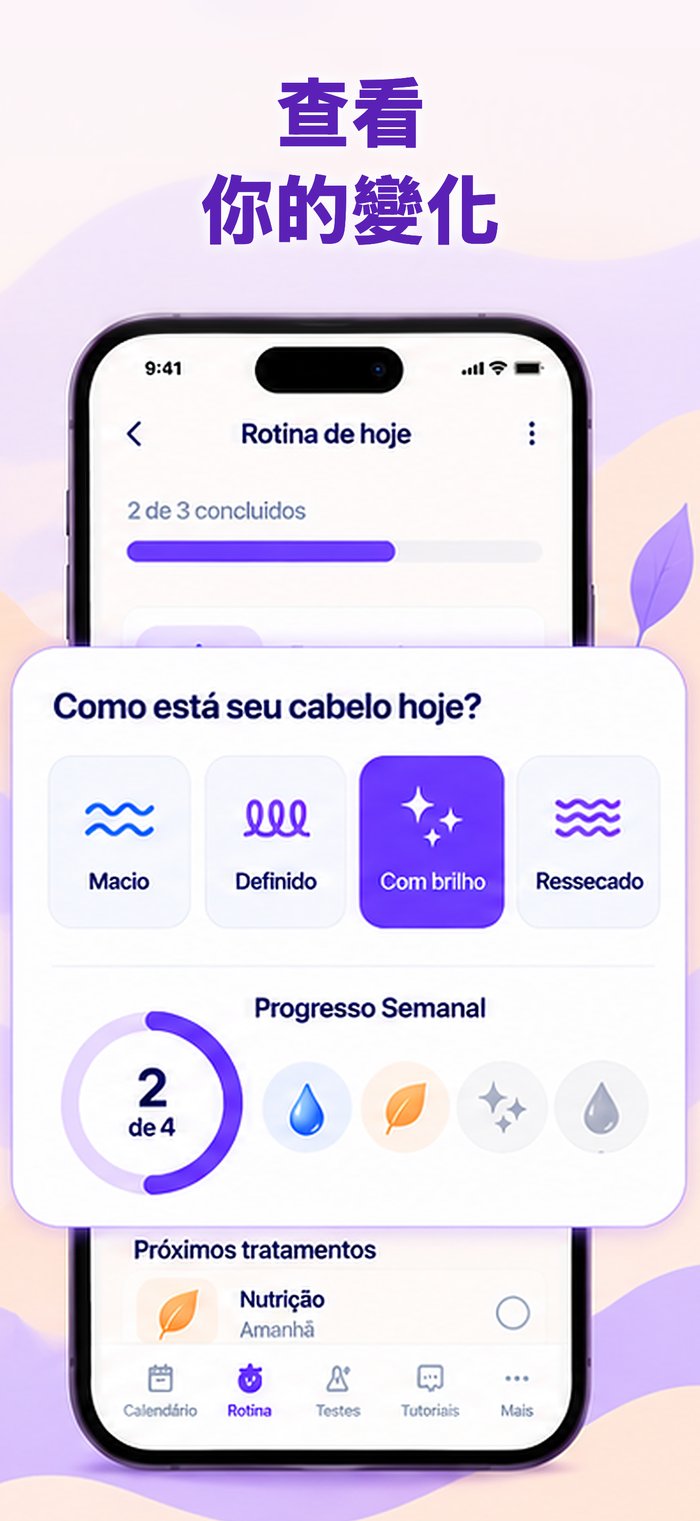 查看
你的變化
9:41
Rotina de hoje
2 de 3 concluidos
Como está seu cabelo hoje?
Macio
Definido
Com brilho
Ressecado
Progresso Semanal
2
de 4
Próximos tratamentos
Nutrição
Amanhã
Calendário
Rotina
Testes
Tutoriais
Mais